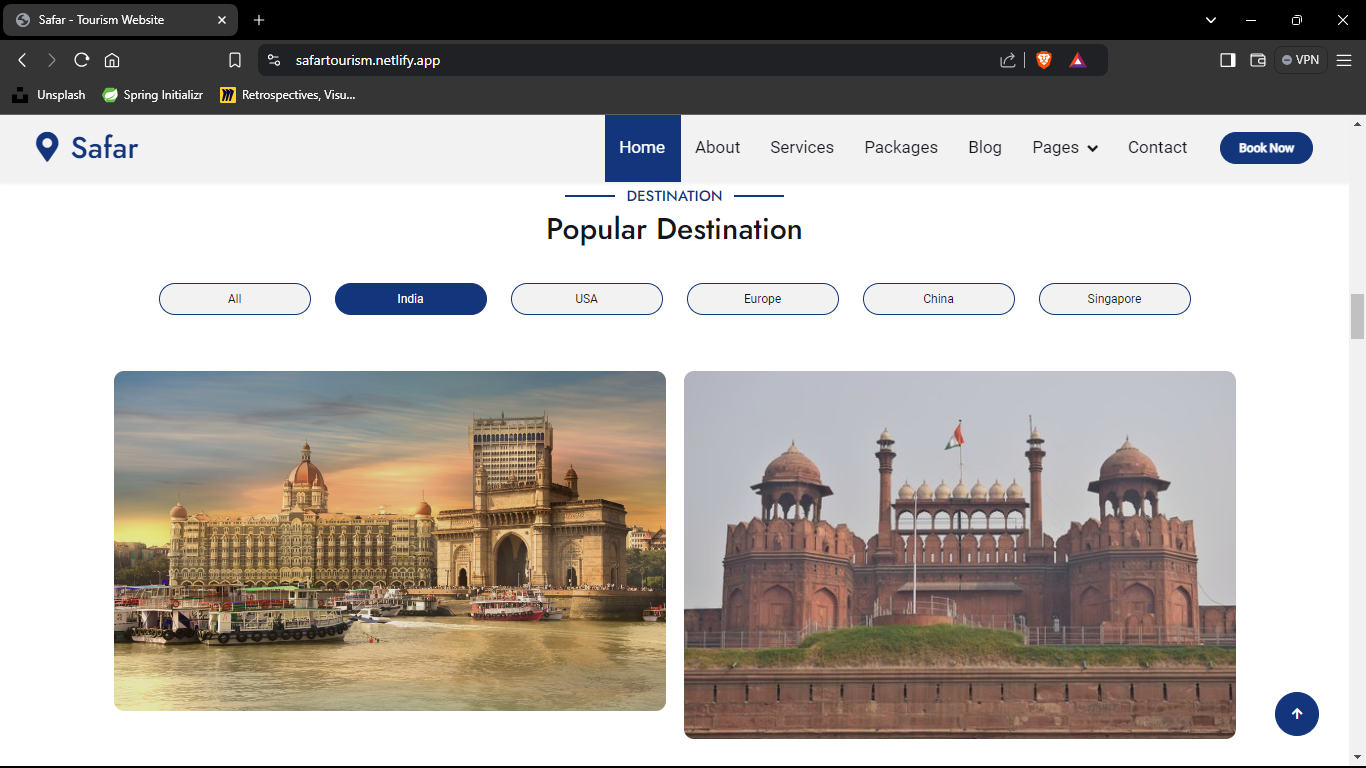 Safar - Tourism Website
safartourism.netlify.app
VPN
Unsplash
Spring Initializr
Retrospectives, Visu...
Safar
Home
About
Services
Packages
Blog
Pages
Contact
Book Now
DESTINATION
Popular Destination
All
India
USA
Europe
China
Singapore